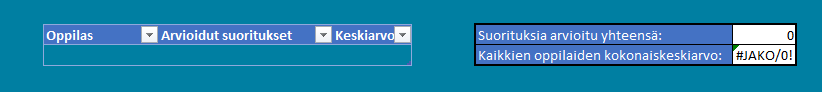 Oppilas Arvioidut suoritukset Keskiarvo
Suorituksia arvioitu yhteensä: 0
Kaikkien oppilaiden kokonaiskeskiarvo: #JAKO/0!